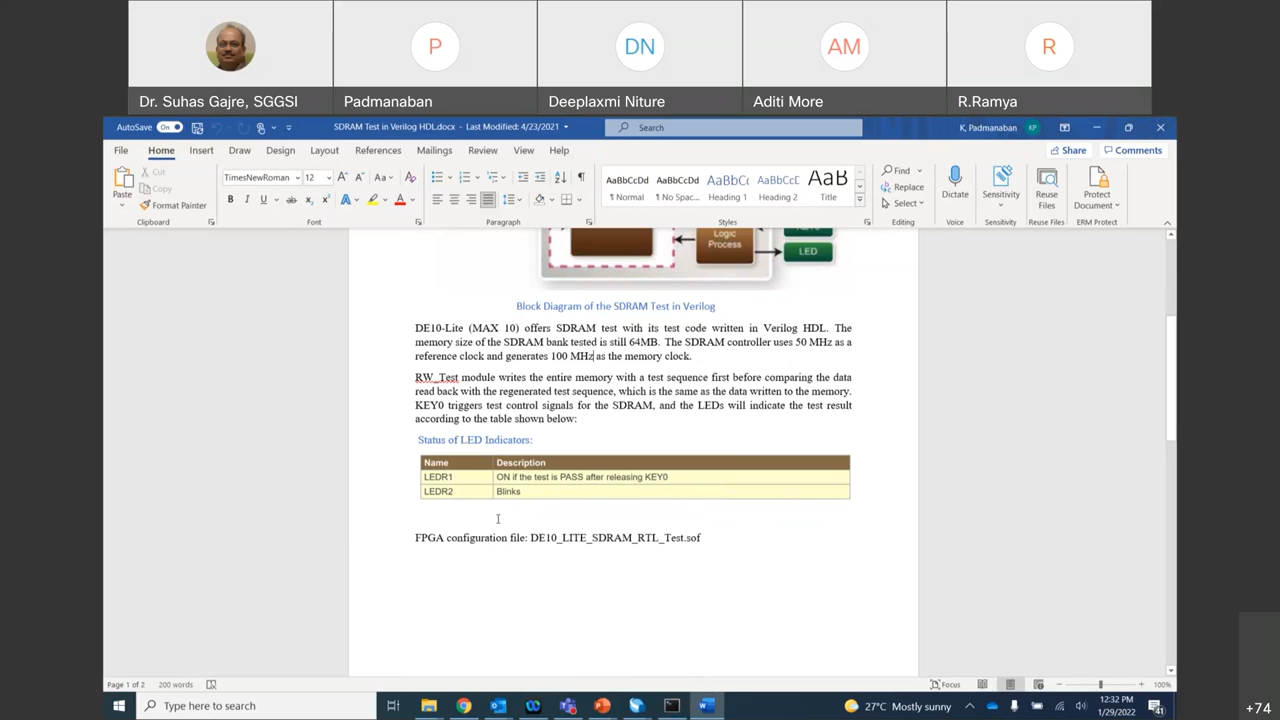 P
DN
AM
R
Dr. Suhas Gajre, SGGSI
Padmanaban
Deeplaxmi Niture
Aditi More
R.Ramya
AutoSave On
SDRAM Test in Verilog HDL.docx - Last Modified: 4/23/2021
Search
K, Padmanaban KP
File Home Insert Draw Design Layout References Mailings Review View Help
Share Comments
Paste
Cut
Copy
Format Painter
TimesNewRoman 12
AaBbCcDd AaBbCcDd AaBbCc AaBbCcD AaB
¶ Normal ¶ No Spac... Heading 1 Heading 2 Title
Find
Replace
Select
Dictate
Sensitivity
Reuse Files
Protect Document
Clipboard Font Paragraph Styles Editing Voice Sensitivity Reuse Files ERM Protect
Logic
Process
LED
Block Diagram of the SDRAM Test in Verilog
DE10-Lite (MAX 10) offers SDRAM test with its test code written in Verilog HDL. The
memory size of the SDRAM bank tested is still 64MB. The SDRAM controller uses 50 MHz as a
reference clock and generates 100 MHz as the memory clock.
RW_Test module writes the entire memory with a test sequence first before comparing the data
read back with the regenerated test sequence, which is the same as the data written to the memory.
KEY0 triggers test control signals for the SDRAM, and the LEDs will indicate the test result
according to the table shown below:
Status of LED Indicators:
Name Description
LEDR1 ON if the test is PASS after releasing KEY0
LEDR2 Blinks
FPGA configuration file: DE10_LITE_SDRAM_RTL_Test.sof
Page 1 of 2 200 words
Focus
100%
Type here to search
27°C Mostly sunny
12:32 PM
1/29/2022
41
+74